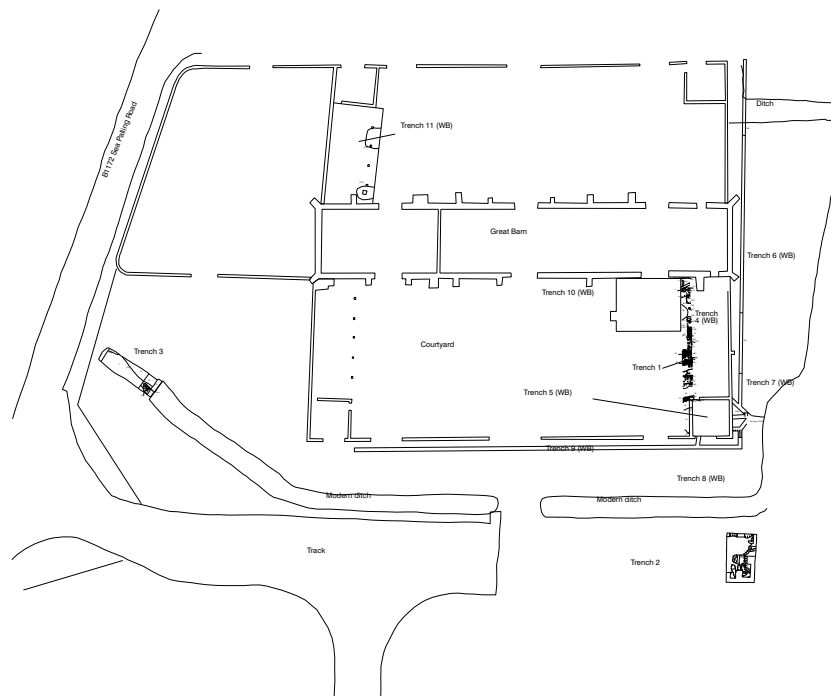 Ditch
B1172 Sea Palling Road
Trench 11 (WB)
Great Barn
Trench 6 (WB)
Trench 10 (WB)
Trench
4 (WB)
Courtyard
Trench 3
Trench 1
Trench 7 (WB)
Trench 5 (WB)
Trench 9 (WB)
Trench 8 (WB)
Modern ditch
Modern ditch
Track
Trench 2